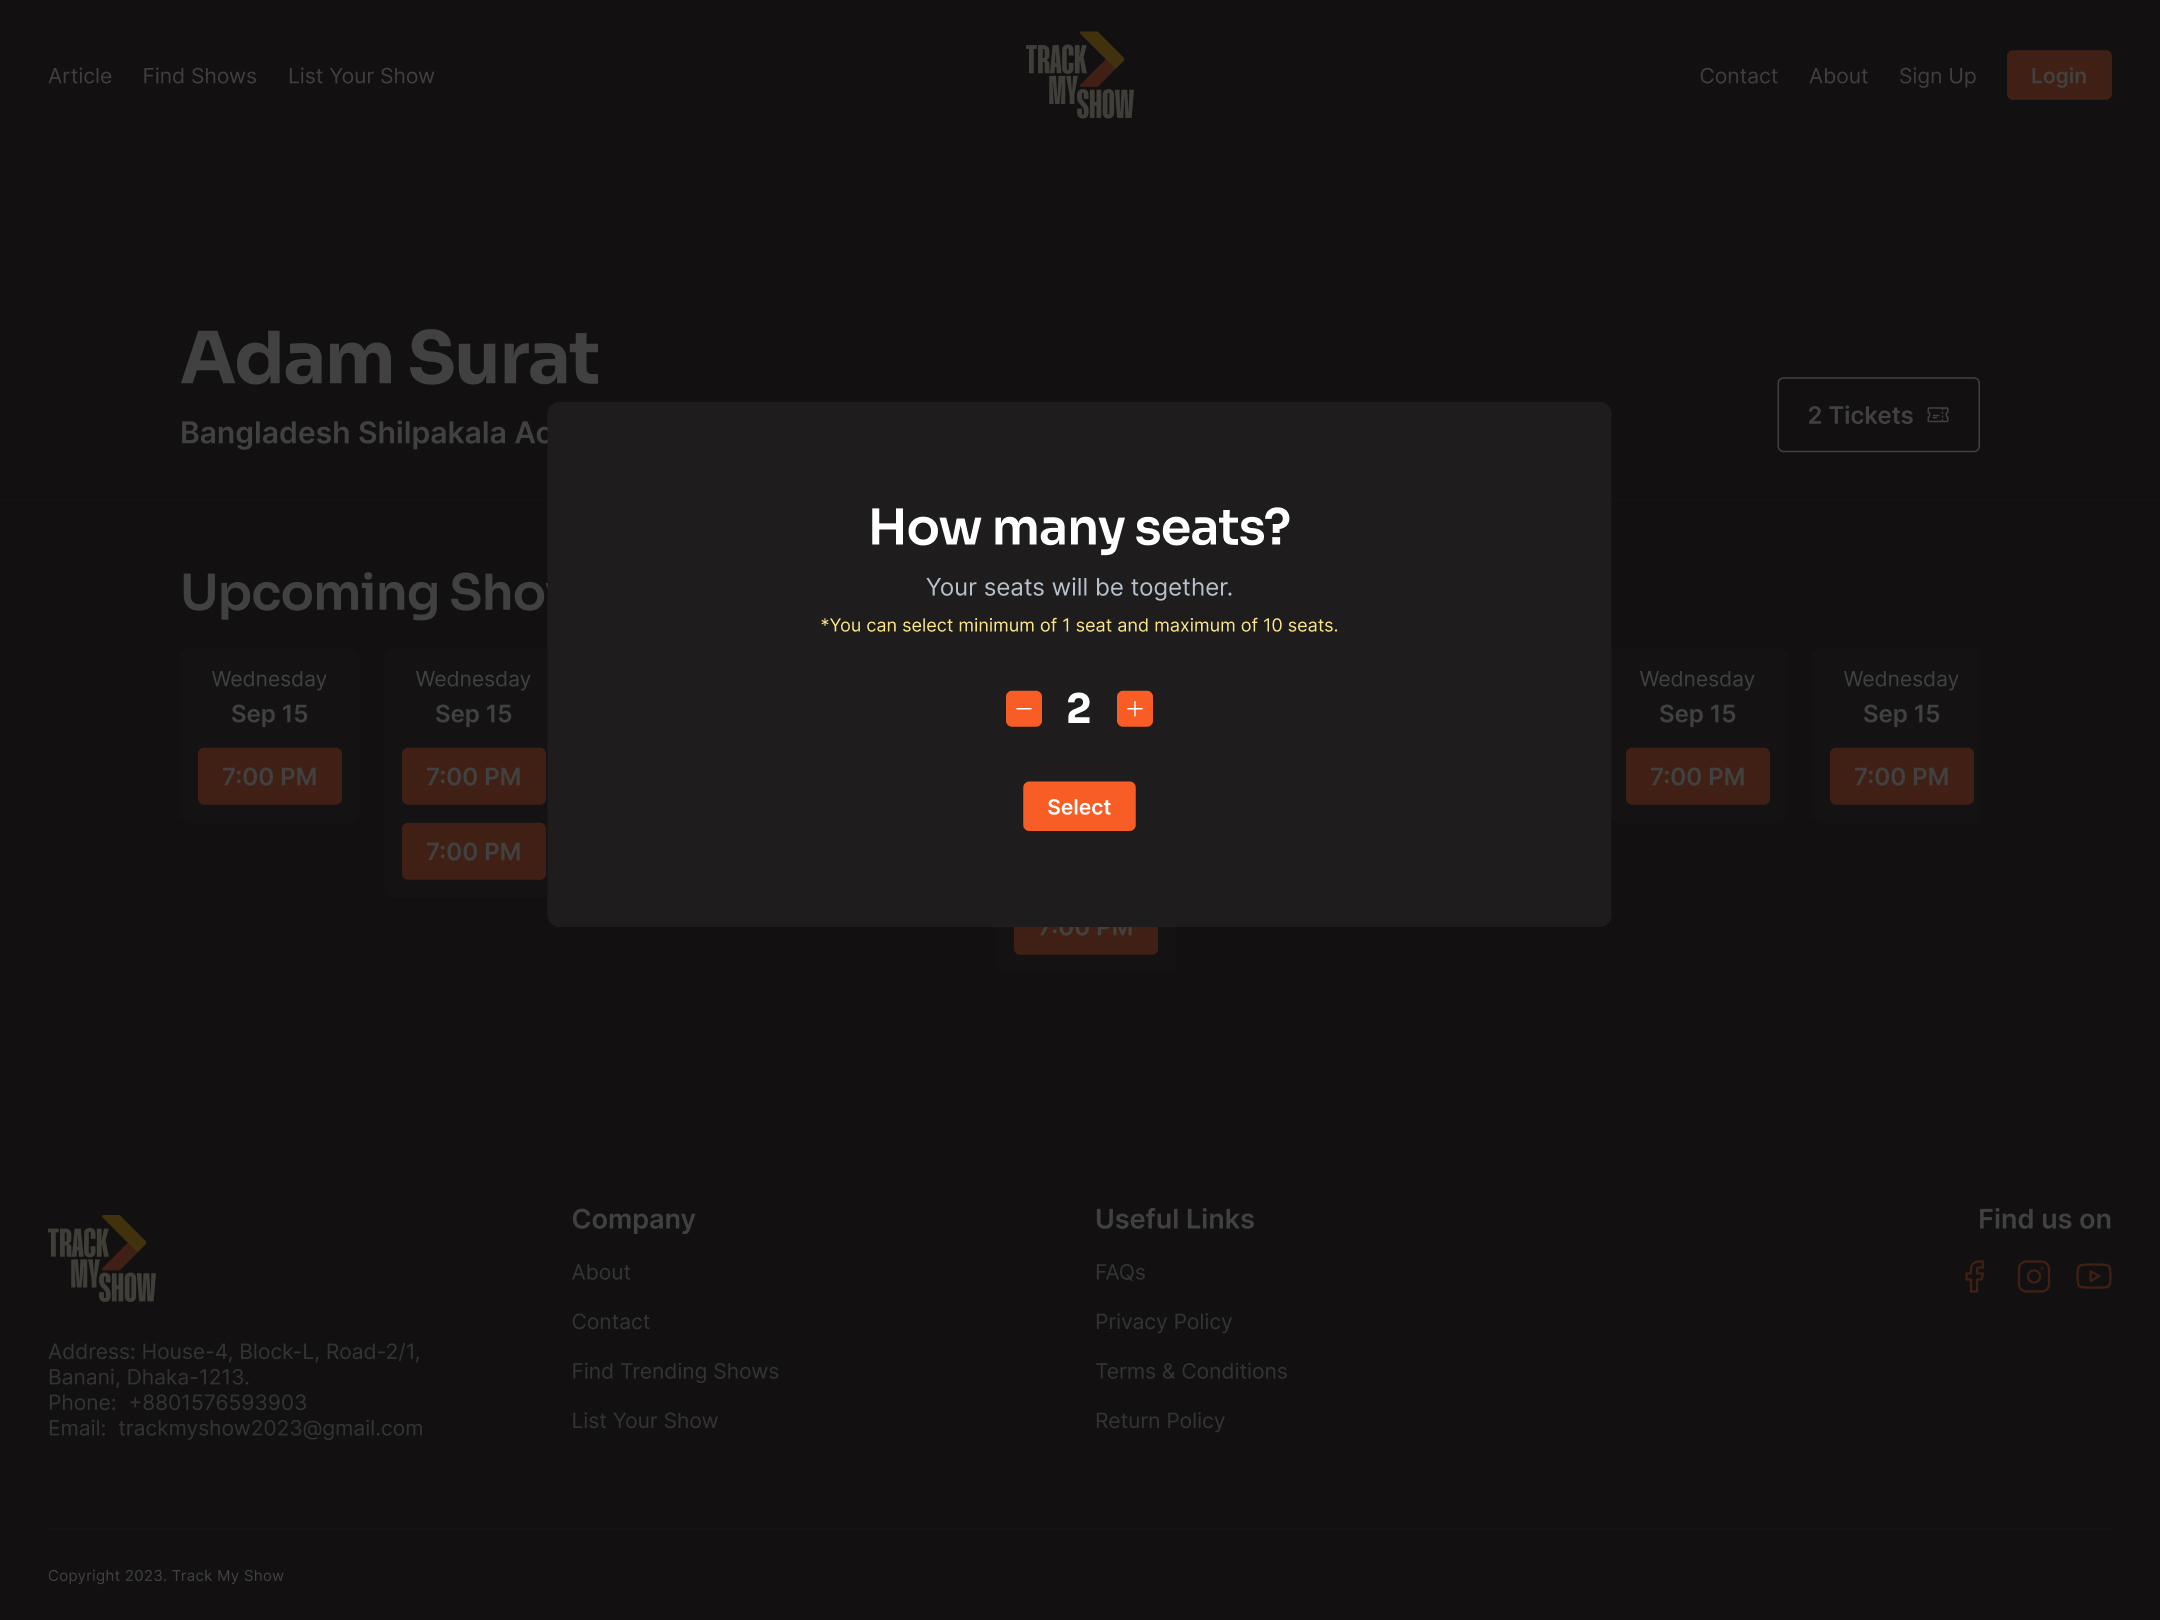 Article Find Shows List Your Show
TRACK
MY
SHOW
Contact About Sign Up Login
Adam Surat
Bangladesh Shilpakala
2 Tickets
How many seats?
Your seats will be together.
*You can select minimum of 1 seat and maximum of 10 seats.
2
Select
Upcoming
Wednesday
Sep 15
7:00 PM
Wednesday
Sep 15
7:00 PM
7:00 PM
7:00 PM
Wednesday
Sep 15
7:00 PM
Wednesday
Sep 15
7:00 PM
TRACK
MY
SHOW
Address: House-4, Block-L, Road-2/1,
Banani, Dhaka-1213.
Phone: +8801576593903
Email: trackmyshow2023@gmail.com
Company
About
Contact
Find Trending Shows
List Your Show
Useful Links
FAQs
Privacy Policy
Terms & Conditions
Return Policy
Find us on
Copyright 2023. Track My Show